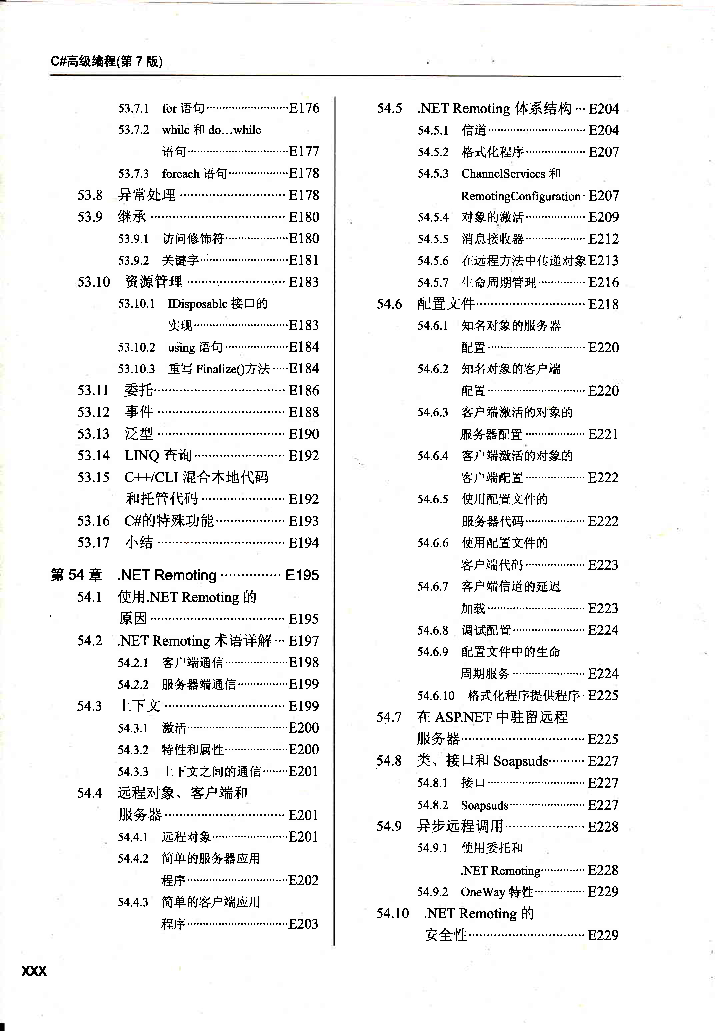 C#高级编程(第 7 版)
53.7.1 for 语句························E176
53.7.2 while 和 do…while
语句····························E177
53.7.3 foreach 语句·················E178
53.8 异常处理····························E178
53.9 继承····································E180
53.9.1 访问修饰符··················E180
53.9.2 关键字·························E181
53.10 资源管理··························E183
53.10.1 IDisposable 接口的
实现··························E183
53.10.2 using 语句·················E184
53.10.3 重写 Finalize()方法·····E184
53.11 委托··································E186
53.12 事件··································E188
53.13 泛型··································E190
53.14 LINQ 查询························E192
53.15 C++/CLI 混合本地代码
和托管代码······················E192
53.16 C#的特殊功能··················E193
53.17 小结··································E194
第 54 章 .NET Remoting···············E195
54.1 使用.NET Remoting 的
原因····································E195
54.2 .NET Remoting 术语详解···E197
54.2.1 客户端通信··················E198
54.2.2 服务器端通信··············E199
54.3 上下文································E199
54.3.1 激活····························E200
54.3.2 特性和属性··················E200
54.3.3 上下文之间的通信·······E201
54.4 远程对象、客户端和
服务器································E201
54.4.1 远程对象·····················E201
54.4.2 简单的服务器应用
程序····························E202
54.4.3 简单的客户端应用
程序····························E203
54.5 .NET Remoting 体系结构···E204
54.5.1 信道····························E204
54.5.2 格式化程序··················E207
54.5.3 ChannelServices 和
RemotingConfiguration·E207
54.5.4 对象的激活··················E209
54.5.5 消息接收器··················E212
54.5.6 在远程方法中传递对象E213
54.5.7 生命周期管理··············E216
54.6 配置文件····························E218
54.6.1 知名对象的服务器
配置····························E220
54.6.2 知名对象的客户端
配置····························E220
54.6.3 客户端激活的对象的
服务器配置··················E221
54.6.4 客户端激活的对象的
客户端配置··················E222
54.6.5 使用配置文件的
服务器代码··················E222
54.6.6 使用配置文件的
客户端代码··················E223
54.6.7 客户端信道的延迟
加载····························E223
54.6.8 调试配置·····················E224
54.6.9 配置文件中的生命
周期服务·····················E224
54.6.10 格式化程序提供程序·E225
54.7 在 ASP.NET 中驻留远程
服务器································E225
54.8 类、接口和 Soapsuds·········E227
54.8.1 接口····························E227
54.8.2 Soapsuds·····················E227
54.9 异步远程调用·····················E228
54.9.1 使用委托和
.NET Remoting·············E228
54.9.2 OneWay 特性···············E229
54.10 .NET Remoting 的
安全性······························E229
XXX